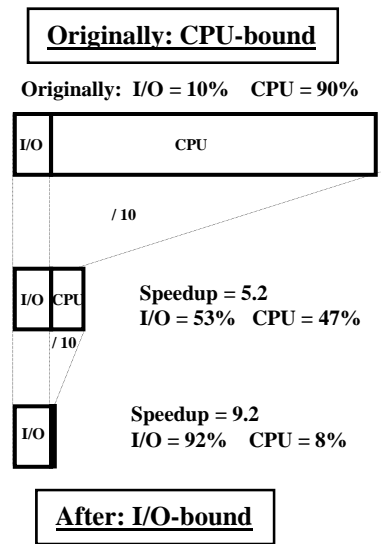 Originally: CPU-bound
Originally: I/O = 10% CPU = 90%
I/O CPU
/ 10
I/O CPU
Speedup = 5.2
I/O = 53% CPU = 47%
/ 10
I/O
Speedup = 9.2
I/O = 92% CPU = 8%
After: I/O-bound